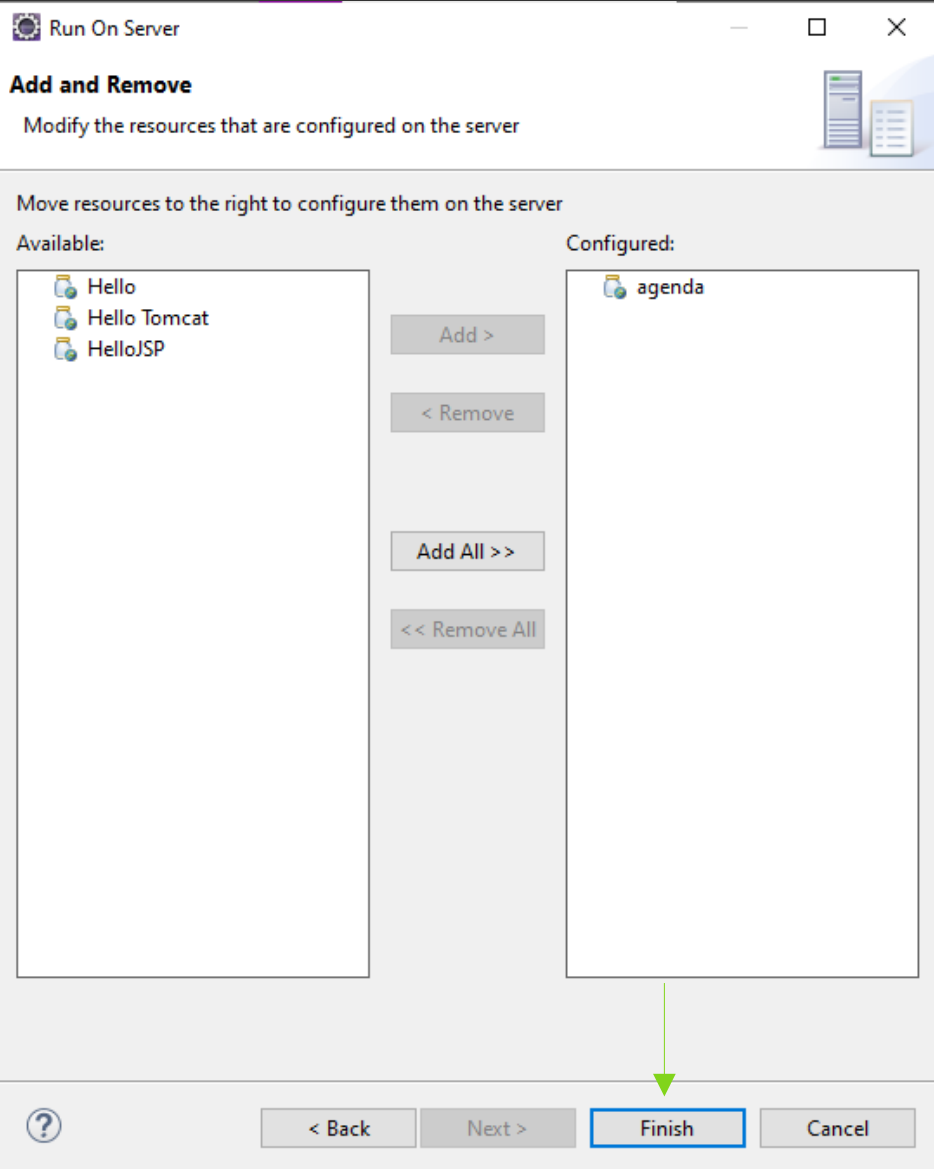 Run On Server
Add and Remove
Modify the resources that are configured on the server
Move resources to the right to configure them on the server
Available:
Configured:
Hello
Hello Tomcat
HelloJSP
Add >
< Remove
Add All >>
<< Remove All
agenda
?
< Back
Next >
Finish
Cancel